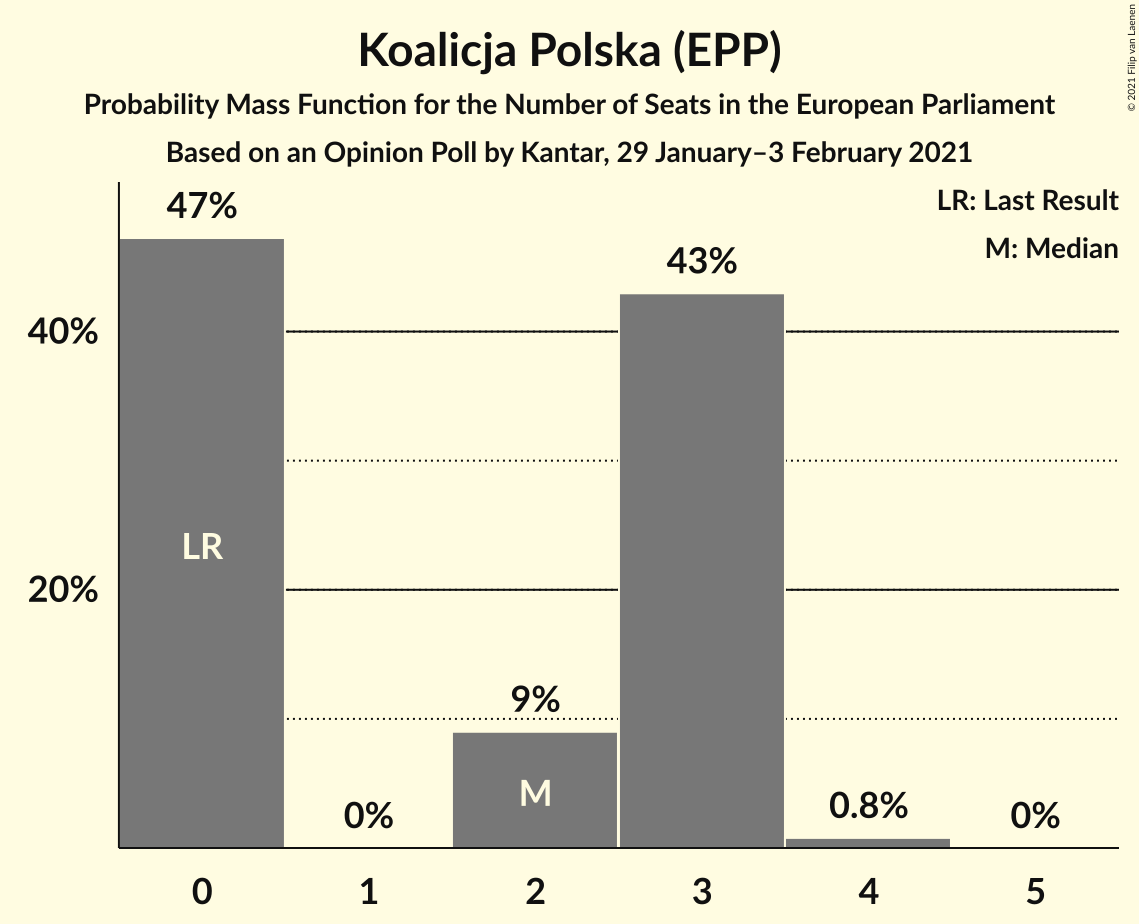 Koalicja Polska (EPP)
Probability Mass Function for the Number of Seats in the European Parliament
Based on an Opinion Poll by Kantar, 29 January–3 February 2021
© 2021 Filip van Laenen
LR: Last Result
M: Median
47%
43%
40%
LR
20%
9%
M
0%
0.8%
0%
0 1 2 3 4 5